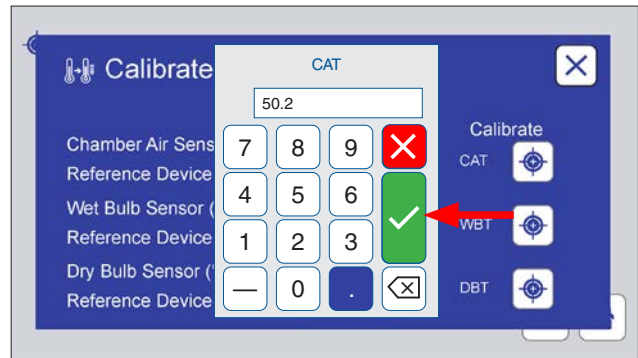 Calibrate
CAT
50.2
7 8 9
4 5 6
1 2 3
— 0 .
Chamber Air Sens
Reference Device
Wet Bulb Sensor (
Reference Device
Dry Bulb Sensor (
Reference Device
Calibrate
CAT
WBT
DBT